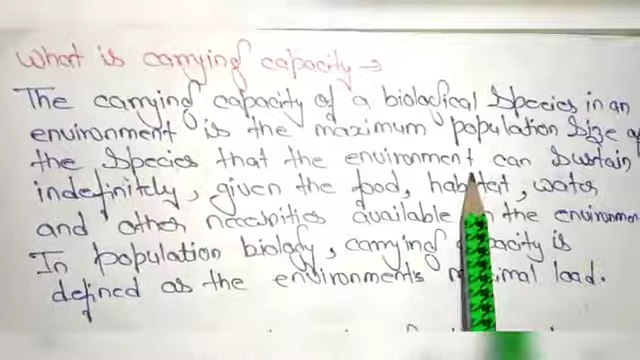 What is carrying capacity →
The carrying capacity of a biological Species in an
environment is the maximum population size of
the Species that the environment can sustain
indefinitely, given the food, habitat, water
and other necessities available the environmen
In population biology, carrying capacity is
defined as the environment's maximal load.